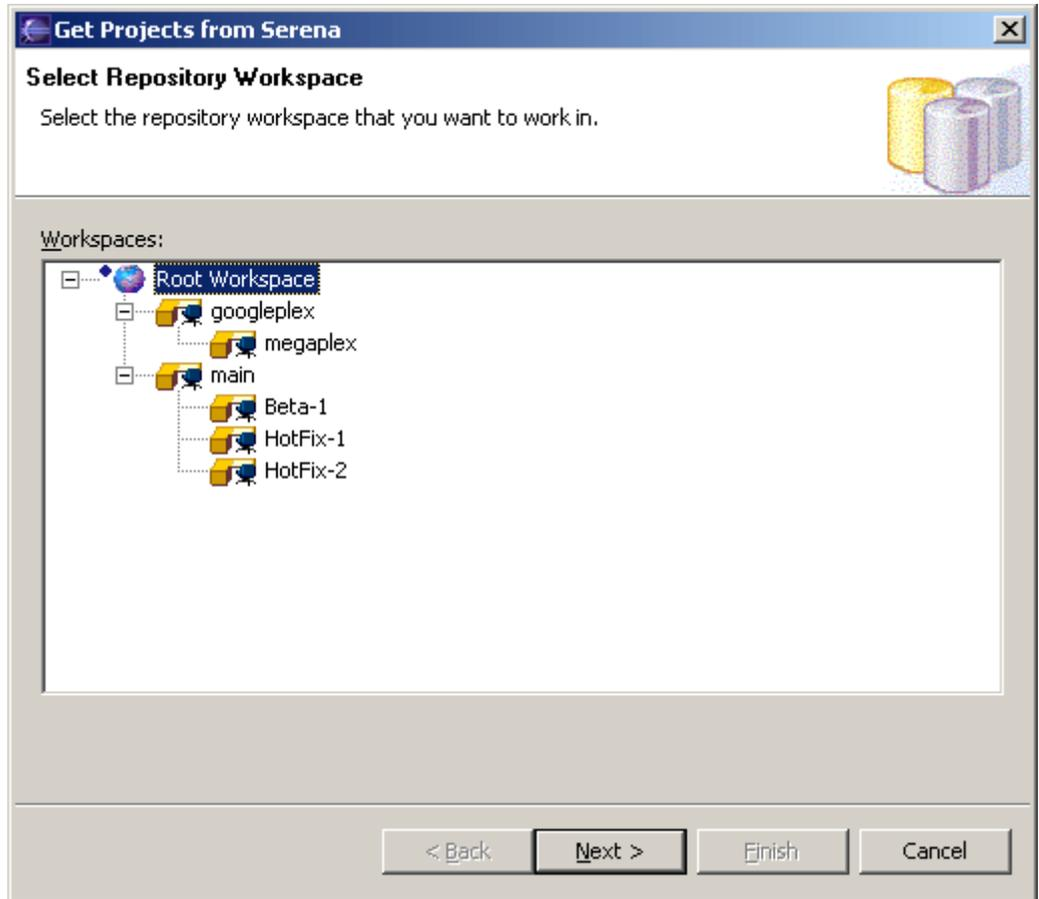 Get Projects from Serena
Select Repository Workspace
Select the repository workspace that you want to work in.
Workspaces:
Root Workspace
googleplex
megaplex
main
Beta-1
HotFix-1
HotFix-2
< Back
Next >
Finish
Cancel